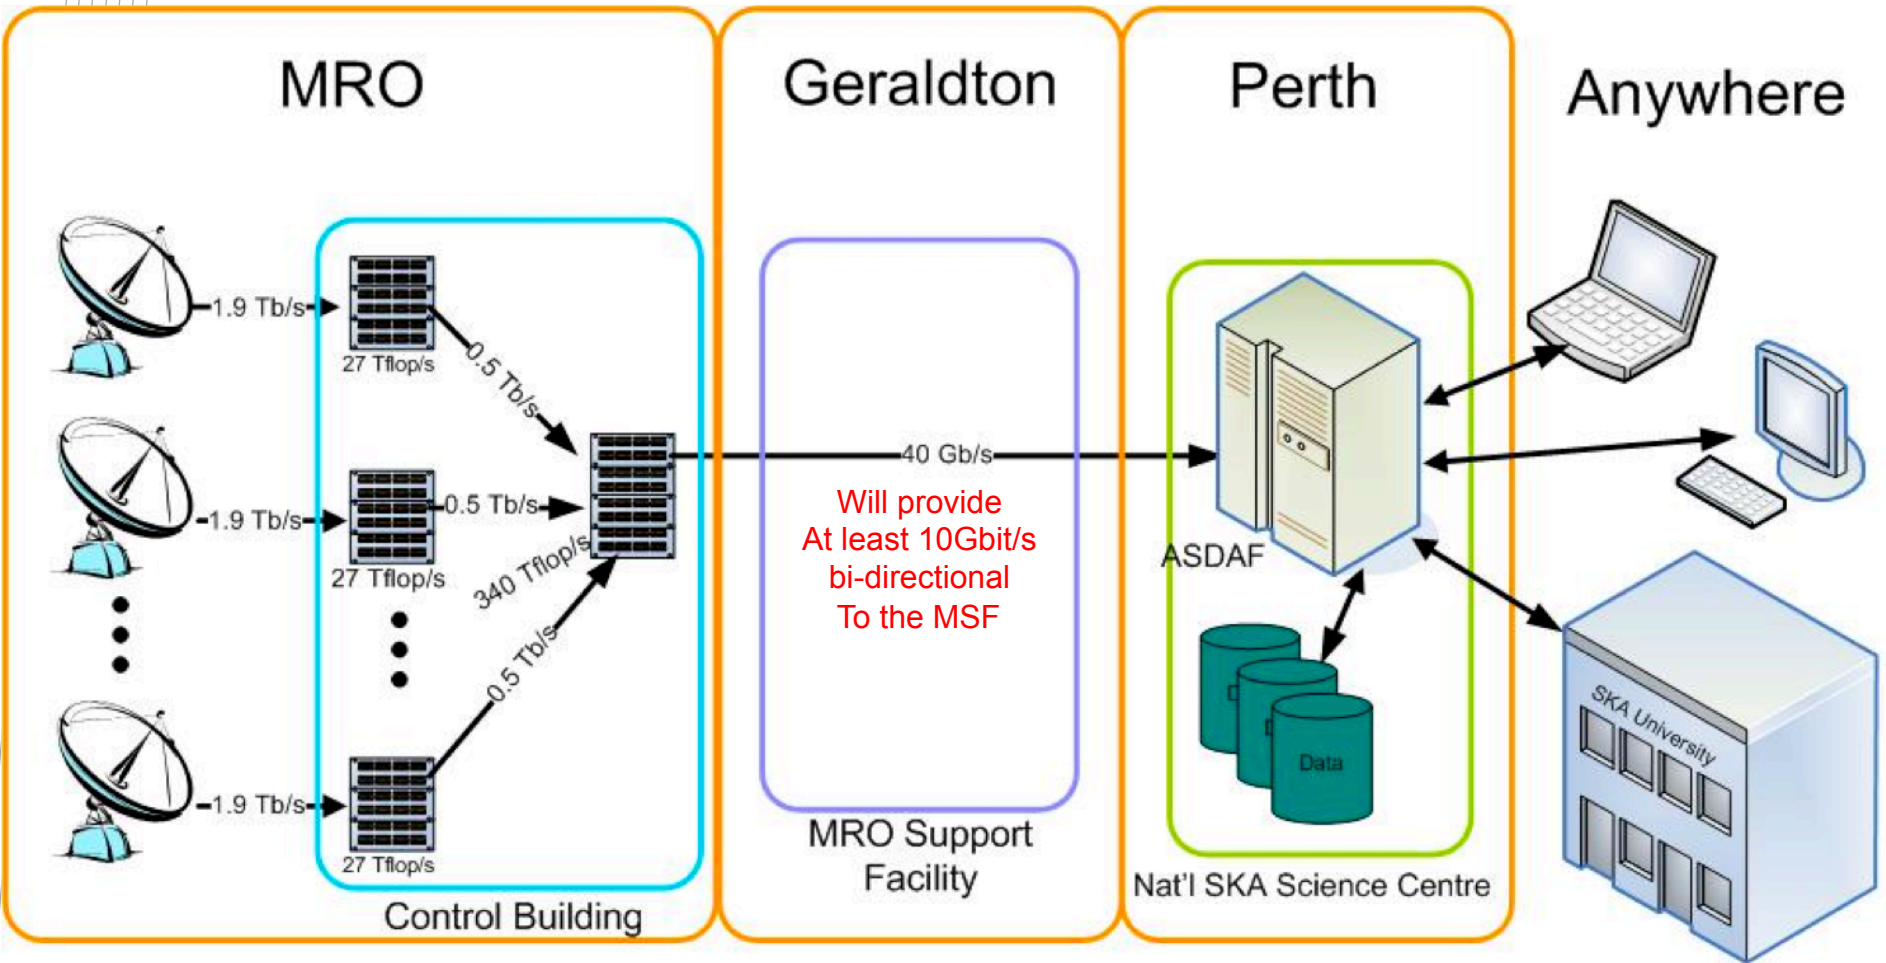 MRO
Geraldton
Perth
Anywhere
1.9 Tb/s
27 Tflop/s
0.5 Tb/s
40 Gb/s
Will provide
At least 10Gbit/s
bi-directional
To the MSF
1.9 Tb/s
27 Tflop/s
0.5 Tb/s
340 Tflop/s
0.5 Tb/s
1.9 Tb/s
27 Tflop/s
Control Building
MRO Support
Facility
ASDAF
Data
Nat'l SKA Science Centre
SKA University